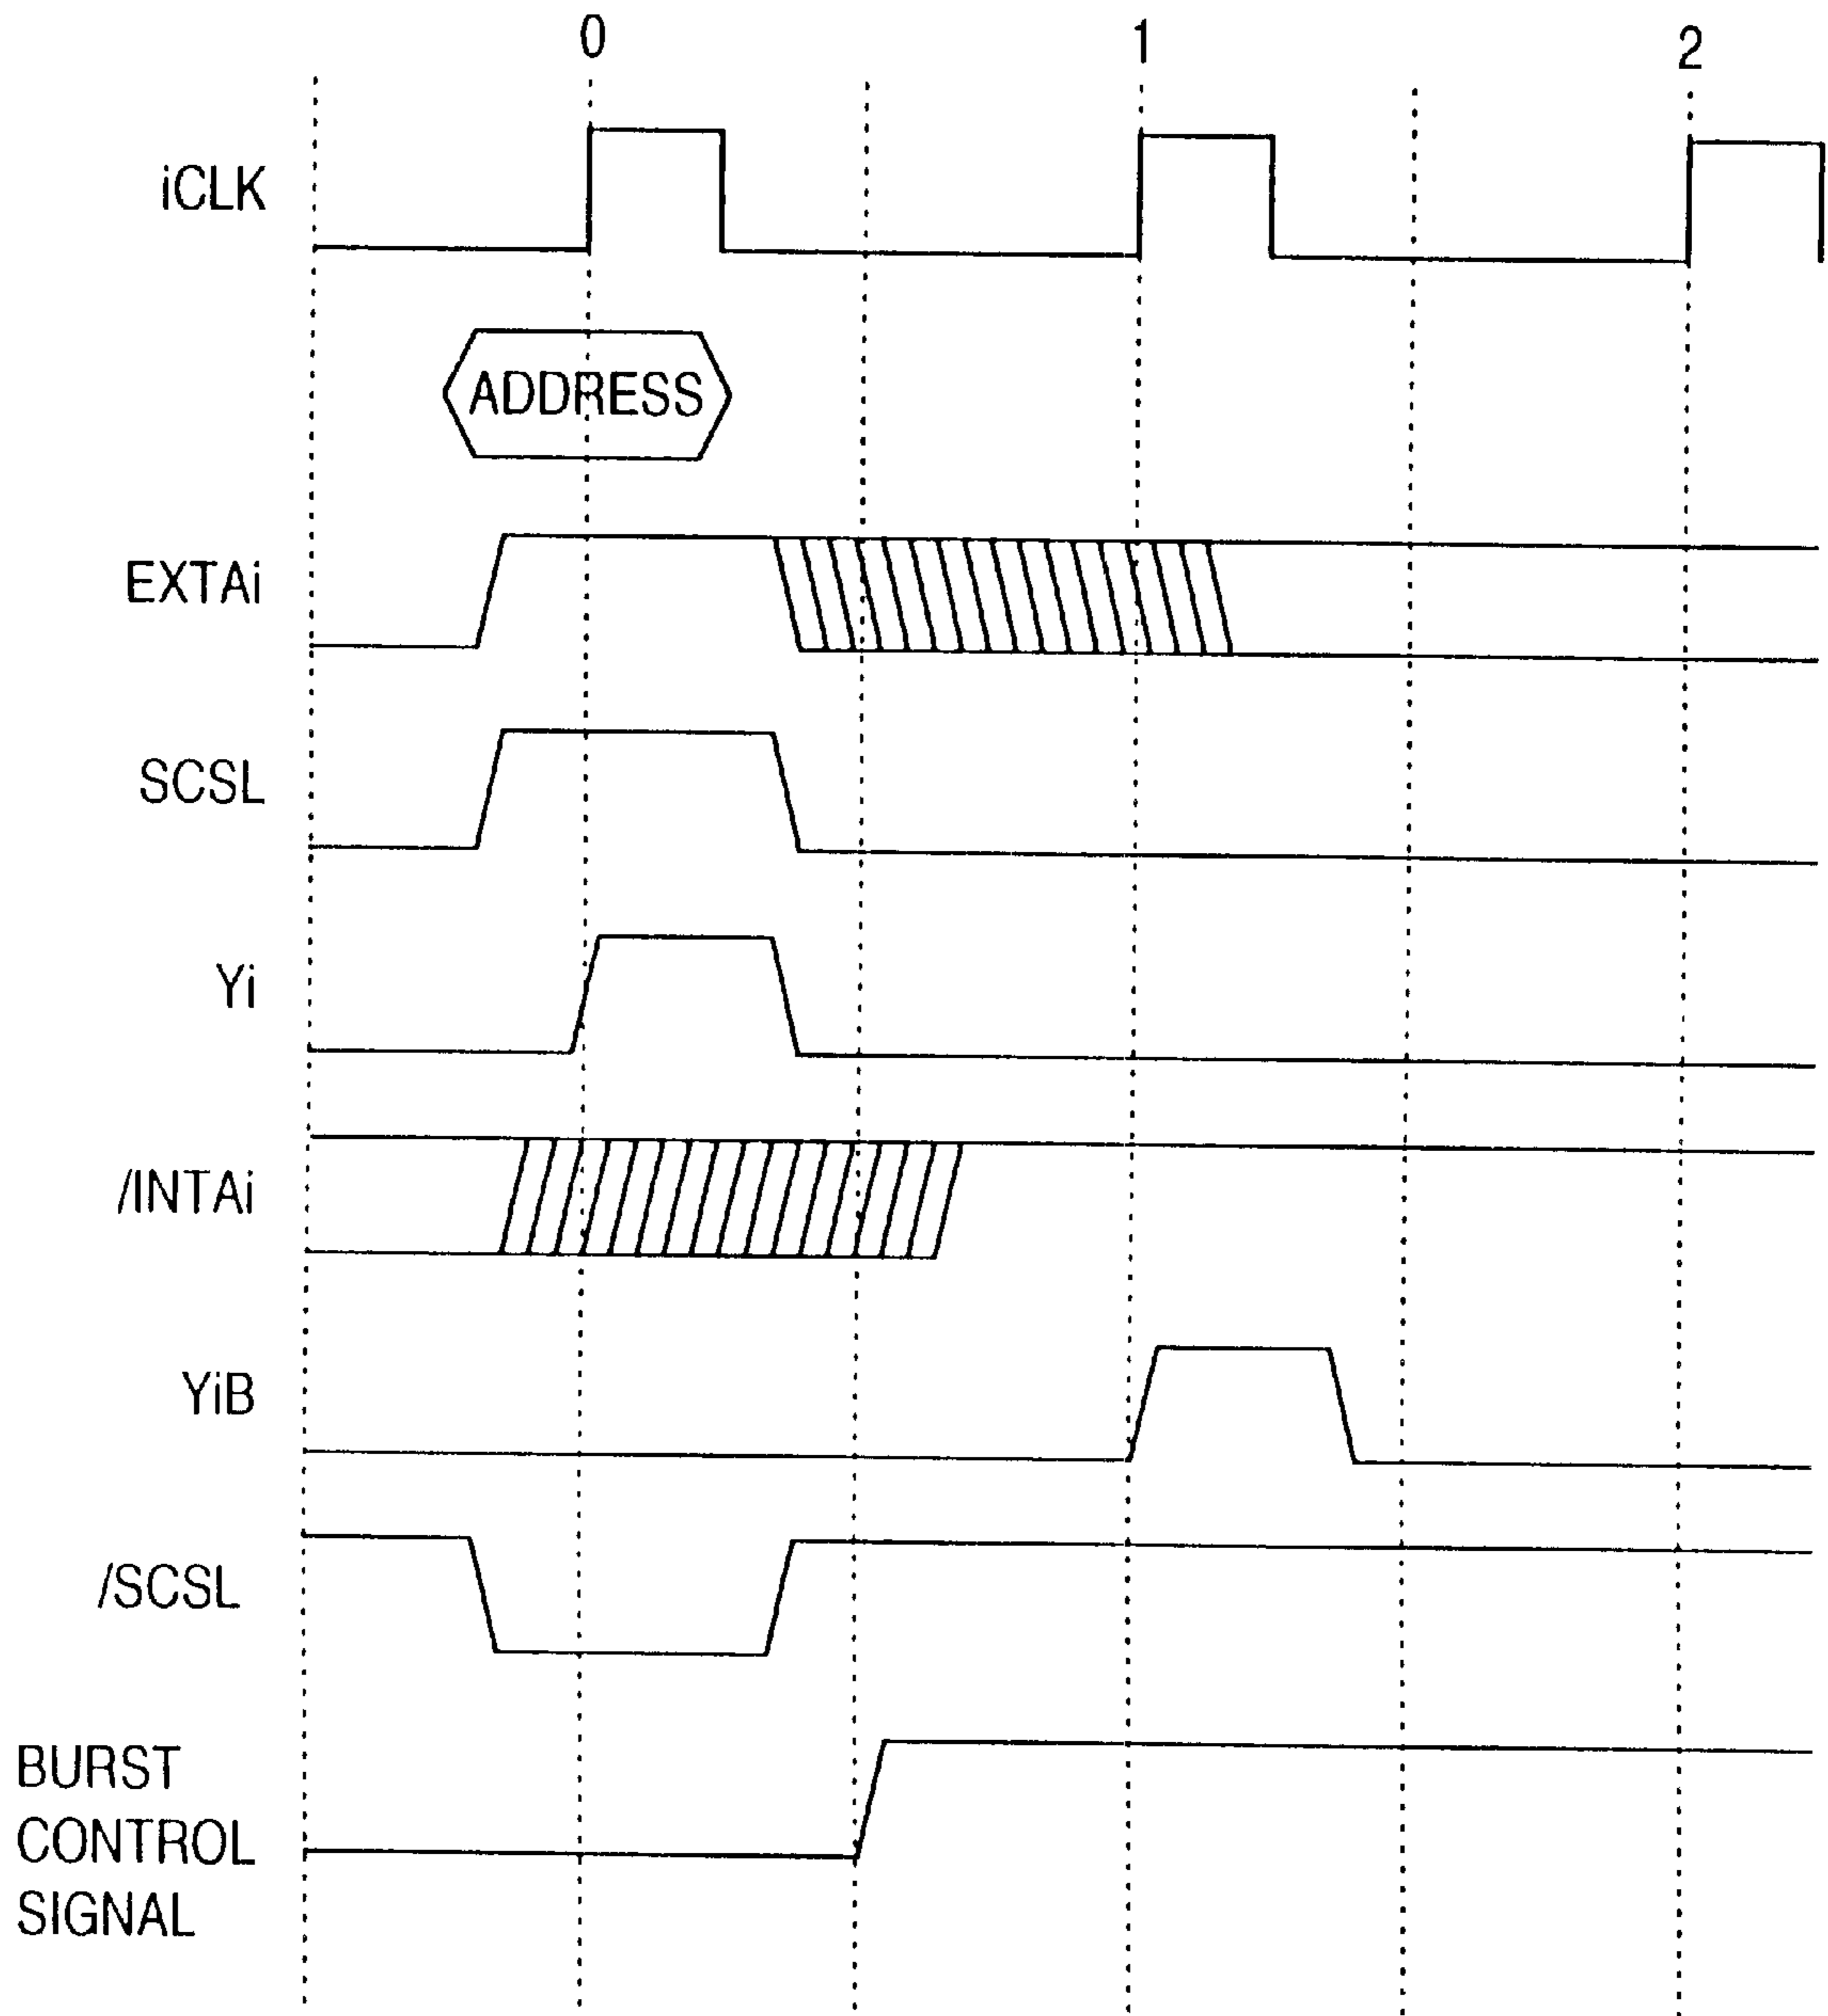 0 1 2
iCLK
ADDRESS
EXTAi
SCSL
Yi
/INTAi
YiB
/SCSL
BURST
CONTROL
SIGNAL